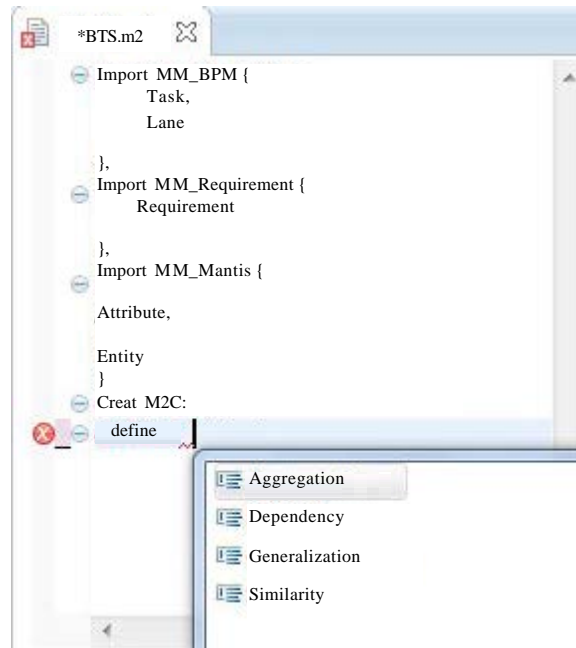 *BTS.m2
Import MM_BPM {
Task,
Lane
},
Import MM_Requirement {
Requirement
},
Import MM_Mantis {
Attribute,
Entity
}
Creat M2C:
define
Aggregation
Dependency
Generalization
Similarity